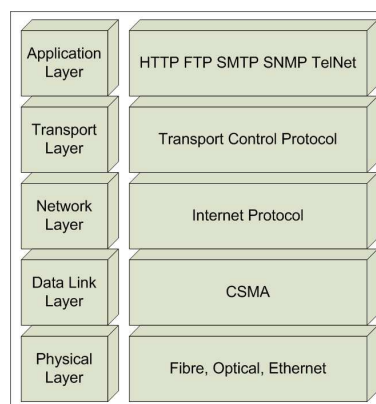 Application
Layer
HTTP FTP SMTP SNMP TelNet
Transport
Layer
Transport Control Protocol
Network
Layer
Internet Protocol
Data Link
Layer
CSMA
Physical
Layer
Fibre, Optical, Ethernet